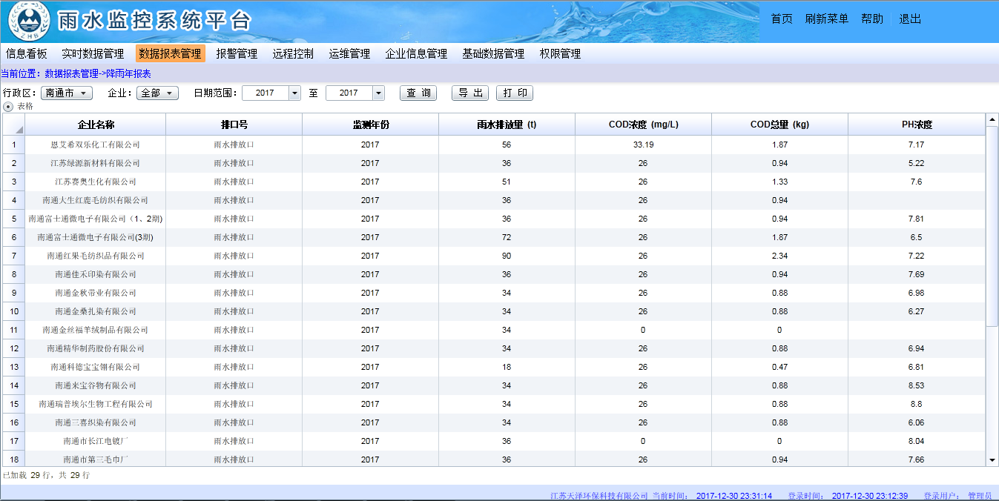 ZHB 雨水监控系统平台 首页 刷新菜单 帮助 退出
信息看板 实时数据管理 数据报表管理 报警管理 远程控制 运维管理 企业信息管理 基础数据管理 权限管理
当前位置：数据报表管理->降雨年报表
行政区： 南通市 企业： 全部 日期范围： 2017 至 2017 查 询 导 出 打 印
表格
企业名称 排口号 监测年份 雨水排放量 (t) COD浓度 (mg/L) COD总量 (kg) PH浓度
1 恩艾希双乐化工有限公司 雨水排放口 2017 56 33.19 1.87 7.17
2 江苏绿源新材料有限公司 雨水排放口 2017 36 26 0.94 5.22
3 江苏赛奥生化有限公司 雨水排放口 2017 51 26 1.33 7.6
4 南通大生红鹿毛纺织有限公司 雨水排放口 2017 36 26 0.94
5 南通富士通微电子有限公司（1、2期) 雨水排放口 2017 36 26 0.94 7.81
6 南通富士通微电子有限公司(3期) 雨水排放口 2017 72 26 1.87 6.5
7 南通红果毛纺织品有限公司 雨水排放口 2017 90 26 2.34 7.22
8 南通佳禾印染有限公司 雨水排放口 2017 36 26 0.94 7.69
9 南通金秋带业有限公司 雨水排放口 2017 34 26 0.88 6.98
10 南通金桑扎染有限公司 雨水排放口 2017 34 26 0.88 6.27
11 南通金丝福羊绒制品有限公司 雨水排放口 2017 34 0 0
12 南通精华制药股份有限公司 雨水排放口 2017 34 26 0.88 6.94
13 南通科德宝宝翎有限公司 雨水排放口 2017 18 26 0.47 6.81
14 南通来宝谷物有限公司 雨水排放口 2017 34 26 0.88 8.53
15 南通瑞普埃尔生物工程有限公司 雨水排放口 2017 34 26 0.88 8.8
16 南通三喜织染有限公司 雨水排放口 2017 34 26 0.88 6.06
17 南通市长江电镀厂 雨水排放口 2017 36 0 0 8.04
18 南通市第三毛巾厂 雨水排放口 2017 36 26 0.94 7.66
已加载 29 行，共 29 行
江苏天泽环保科技有限公司 当前时间： 2017-12-30 23:31:14 登录时间： 2017-12-30 23:12:39 登录用户： 管理员